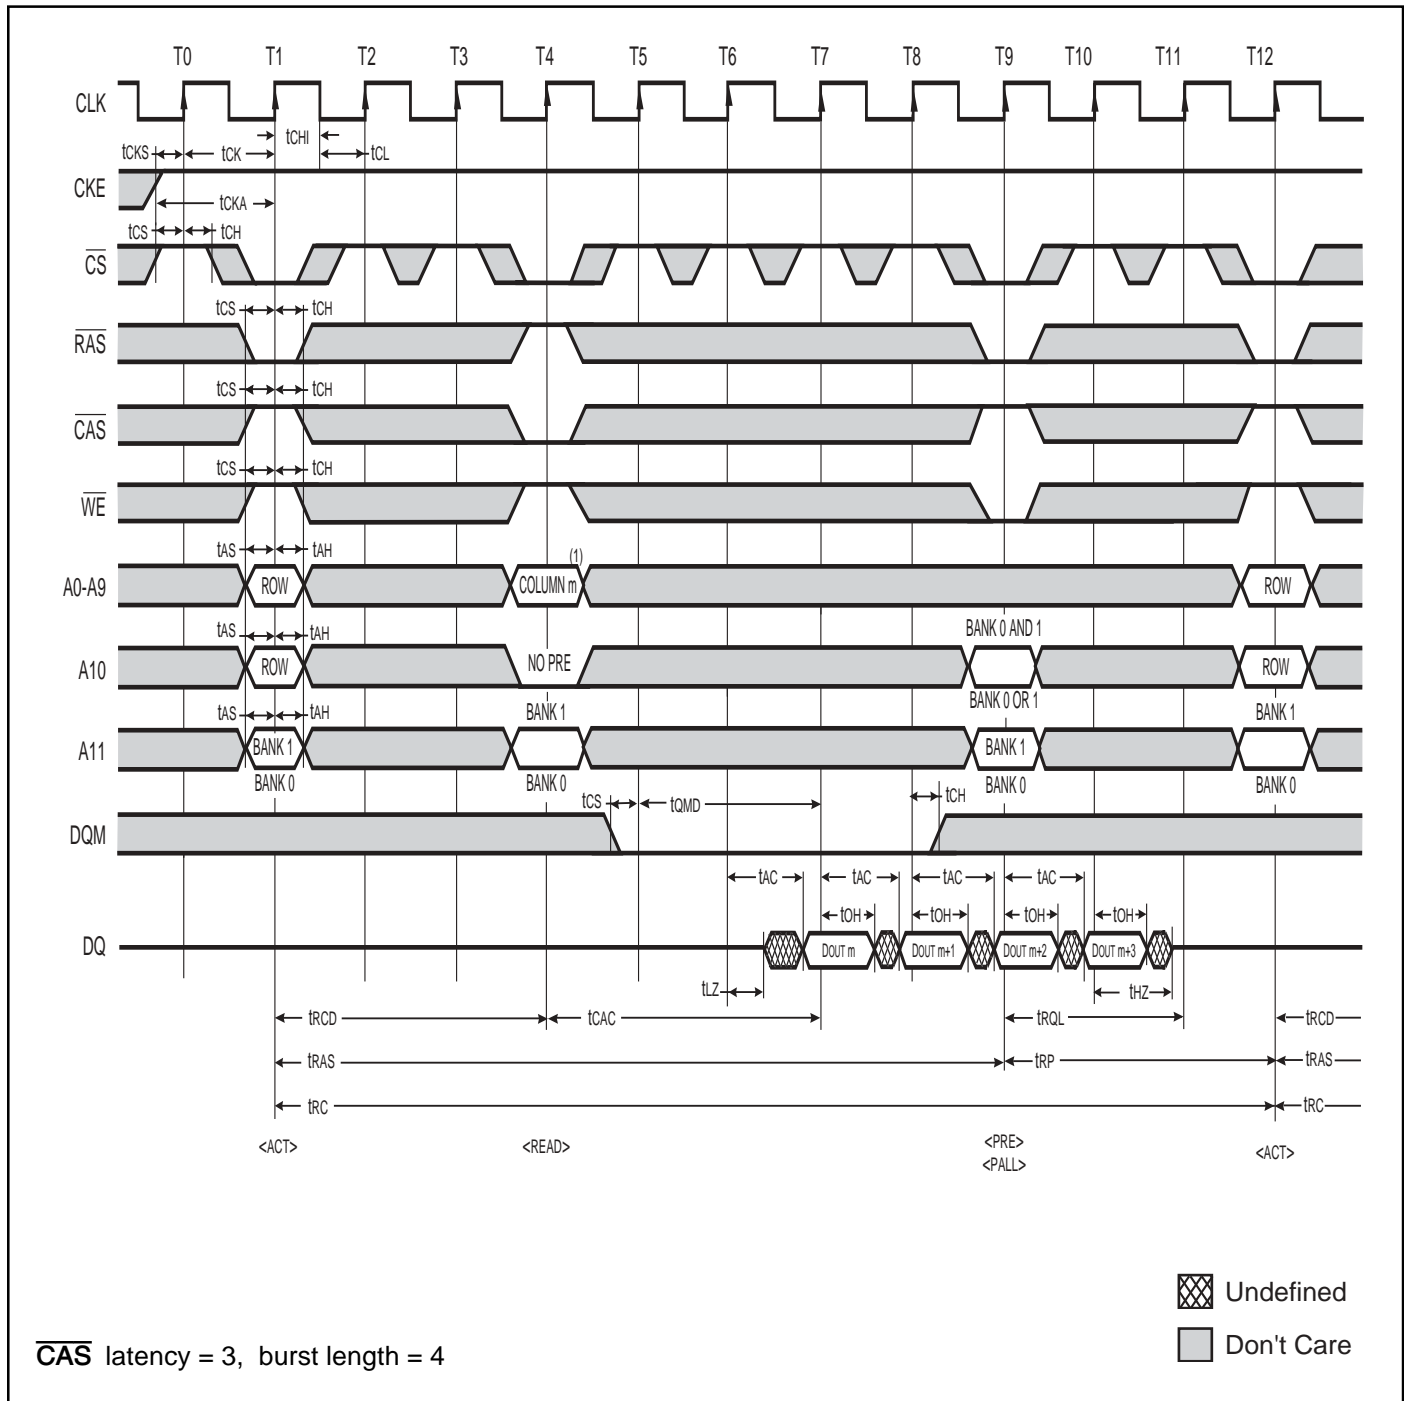 T0 T1 T2 T3 T4 T5 T6 T7 T8 T9 T10 T11 T12
CLK
tCHI
tCKS tCK tCL
CKE
tCKA
tCS tCH
CS
tCS tCH
RAS
tCS tCH
CAS
tCS tCH
WE
tAS tAH
(1)
A0-A9 ROW COLUMN m ROW
tAS tAH BANK 0 AND 1
A10 ROW NO PRE ROW
BANK 0 OR 1
tAS tAH BANK 1 BANK 1
A11 BANK 1 BANK 1
BANK 0 BANK 0 BANK 0 BANK 0
tCS tQMD tCH
DQM
tAC tAC tAC tAC
tOH tOH tOH tOH
DQ DOUT m DOUT m+1 DOUT m+2 DOUT m+3
tLZ tHZ
tRCD tCAC tRQL tRCD
tRAS tRP tRAS
tRC tRC
<ACT> <READ> <PRE> <ACT>
<PALL>
Undefined
Don't Care
CAS latency = 3, burst length = 4